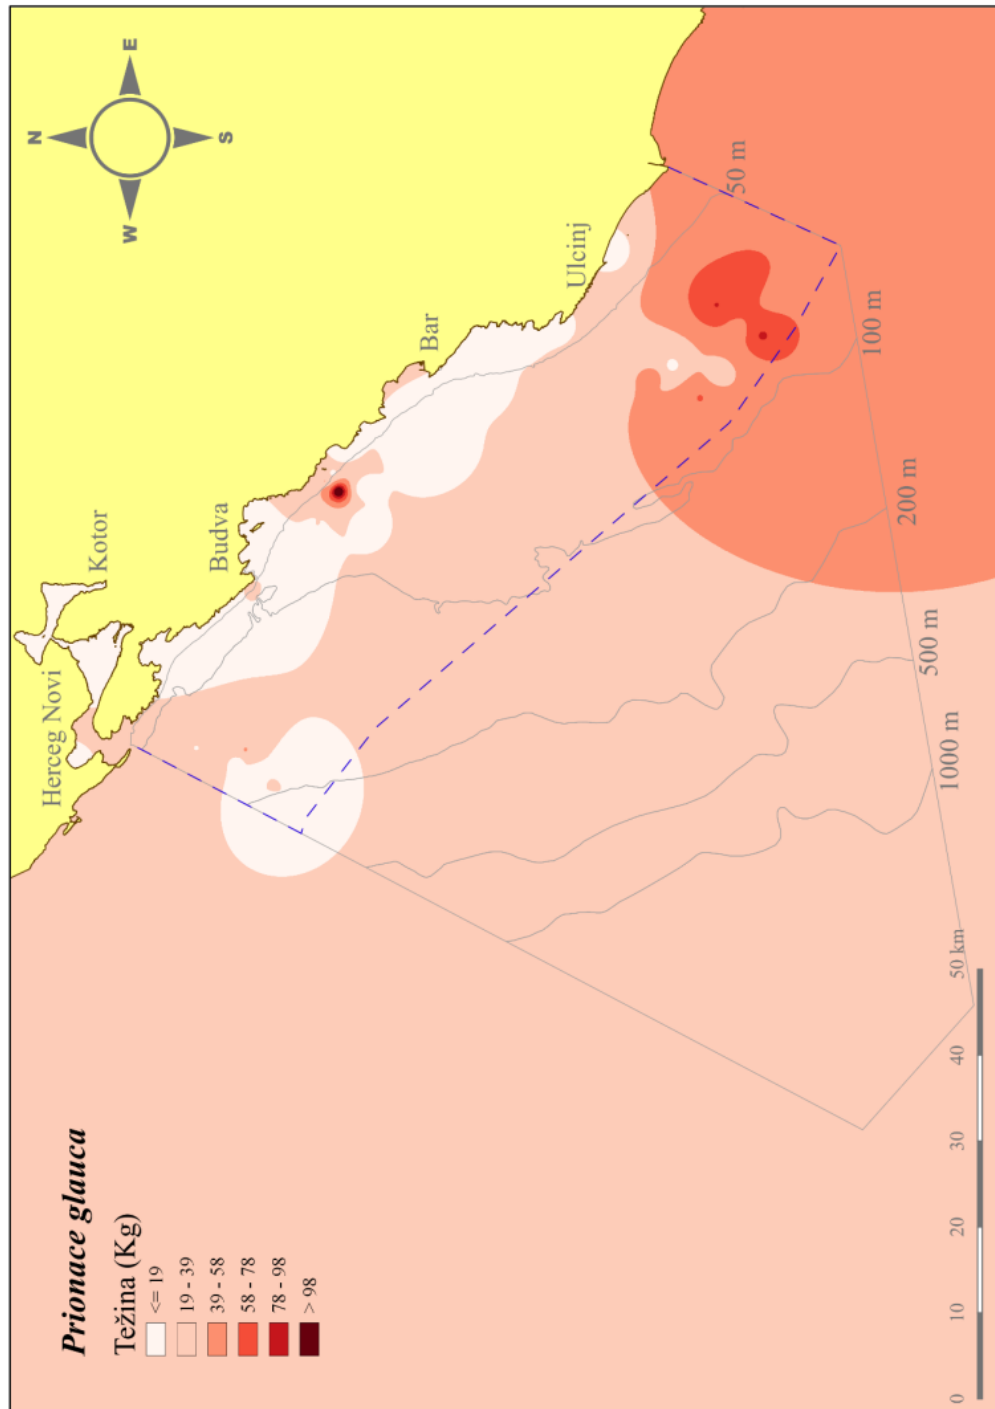 Prionace glauca
Težina (Kg)
<= 19
19 - 39
39 - 58
58 - 78
78 - 98
> 98
N
W
E
S
Herceg Novi
Kotor
Budva
Bar
Ulcinj
50 m
100 m
200 m
500 m
1000 m
0 10 20 30 40 50 km